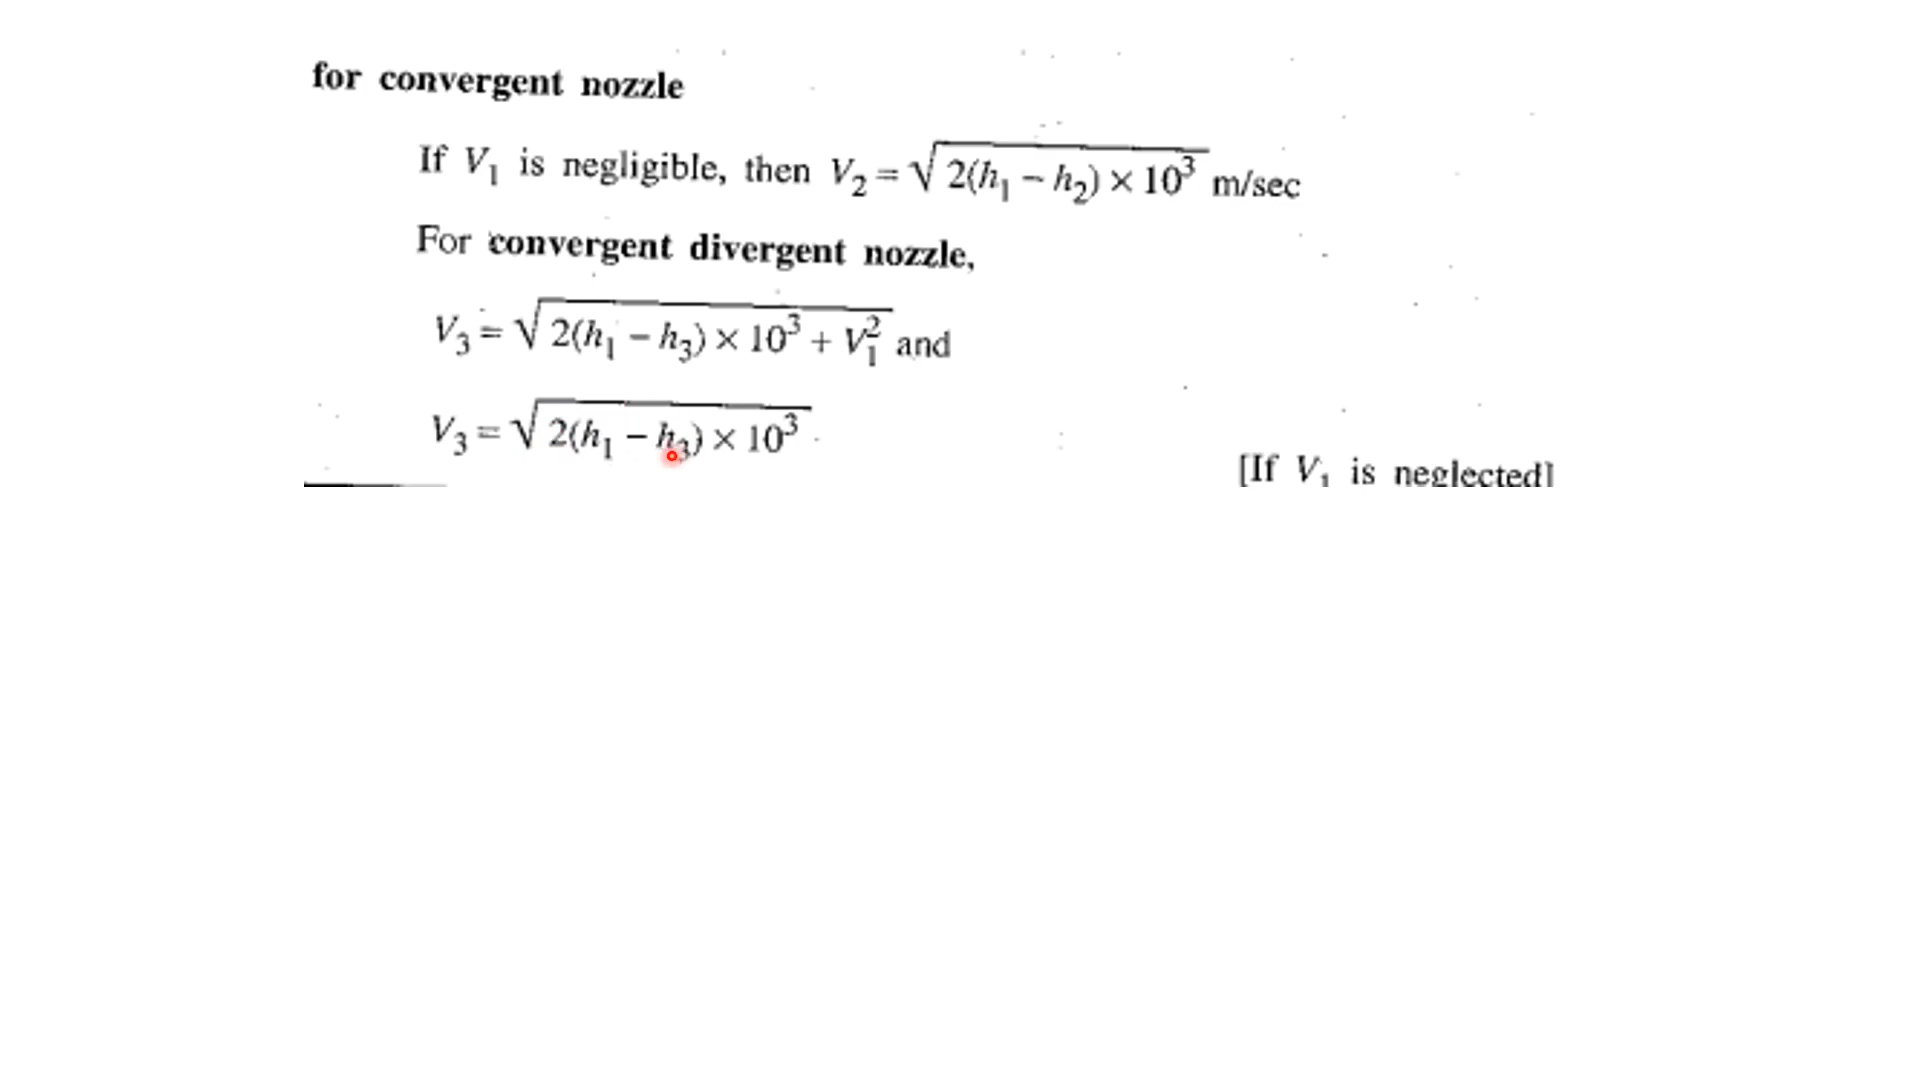 for convergent nozzle
If V₁ is negligible, then V₂ = √2(h₁ − h₂) × 10³ m/sec
For convergent divergent nozzle,
V₃ = √2(h₁ − h₃) × 10³ + V₁² and
V₃ = √2(h₁ − h₃) × 10³
[If V₁ is neglected]